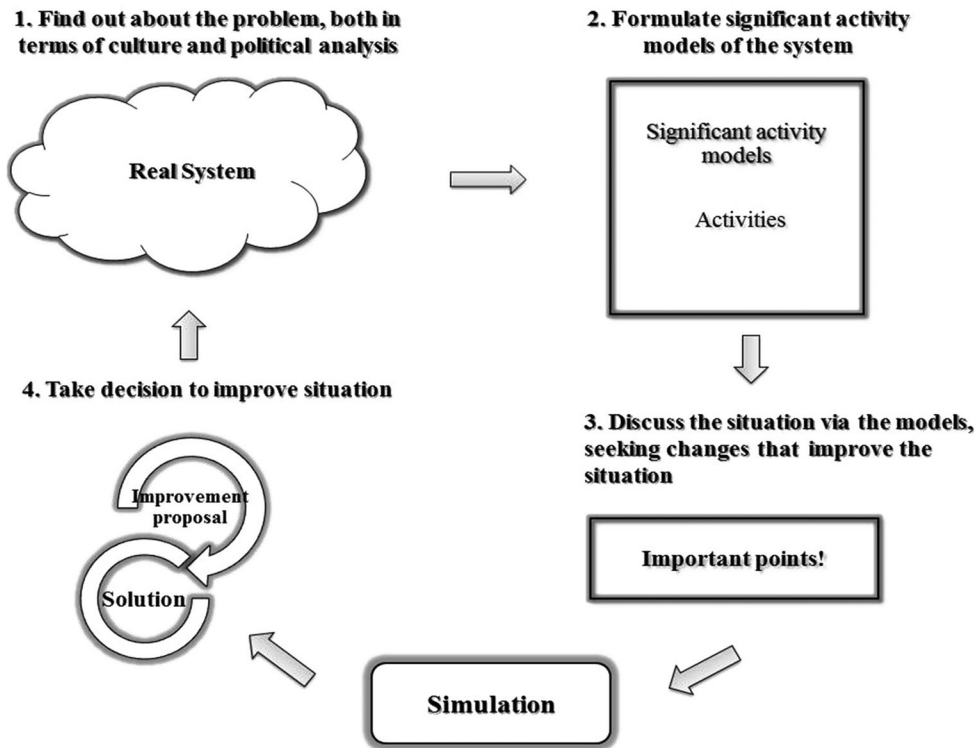 1. Find out about the problem, both in
terms of culture and political analysis
Real System
2. Formulate significant activity
models of the system
Significant activity
models
Activities
3. Discuss the situation via the models,
seeking changes that improve the
situation
Important points!
Simulation
4. Take decision to improve situation
Improvement
proposal
Solution